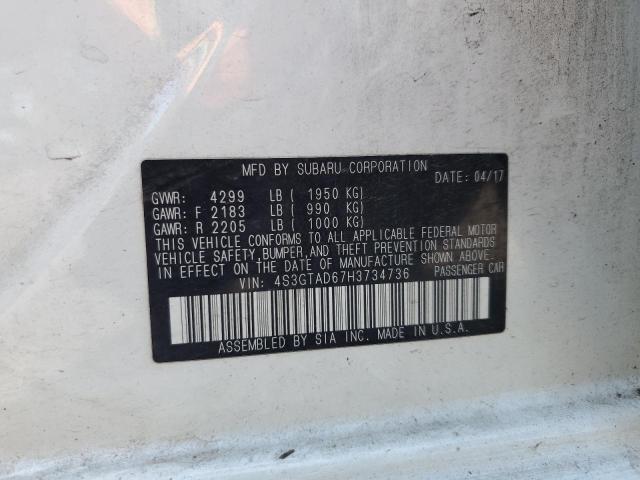 MFD BY SUBARU CORPORATION
DATE: 04/17
GVWR: 4299 LB ( 1950 KG)
GAWR: F 2183 LB ( 990 KG)
GAWR: R 2205 LB ( 1000 KG)
THIS VEHICLE CONFORMS TO ALL APPLICABLE FEDERAL MOTOR
VEHICLE SAFETY, BUMPER, AND THEFT PREVENTION STANDARDS
IN EFFECT ON THE DATE OF MANUFACTURE SHOWN ABOVE.
VIN: 4S3GTAD67H3734736 PASSENGER CAR
ASSEMBLED BY SIA INC. MADE IN U.S.A.